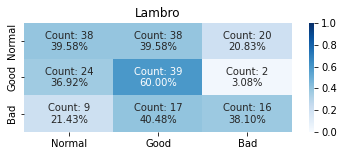 Lambro
Normal
Count: 38
39.58%
Count: 38
39.58%
Count: 20
20.83%
Good
Count: 24
36.92%
Count: 39
60.00%
Count: 2
3.08%
Bad
Count: 9
21.43%
Count: 17
40.48%
Count: 16
38.10%
Normal
Good
Bad
1.0
0.8
0.6
0.4
0.2
0.0